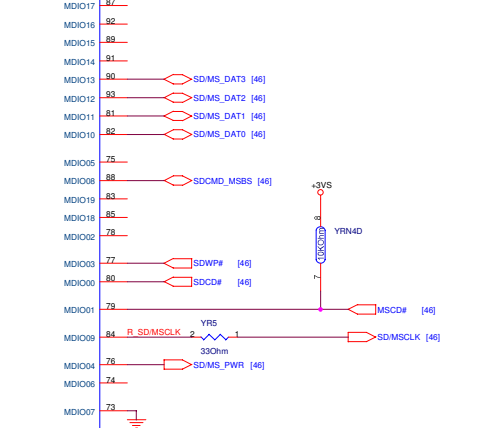 MDIO17 87
MDIO16 92
MDIO15 89
MDIO14 91
MDIO13 90 SD/MS_DAT3 [46]
MDIO12 93 SD/MS_DAT2 [46]
MDIO11 81 SD/MS_DAT1 [46]
MDIO10 82 SD/MS_DAT0 [46]
MDIO05 75
MDIO08 88 SDCMD_MSBS [46]
MDIO19 83
+3VS
MDIO18 85
8
MDIO02 78
YRN4D
10KOhm
MDIO03 77 SDWP# [46]
7
MDIO00 80 SDCD# [46]
MDIO01 79 MSCD# [46]
YR5
MDIO09 84 R_SD/MSCLK 2 1 SD/MSCLK [46]
33Ohm
MDIO04 76 SD/MS_PWR [46]
MDIO06 74
MDIO07 73